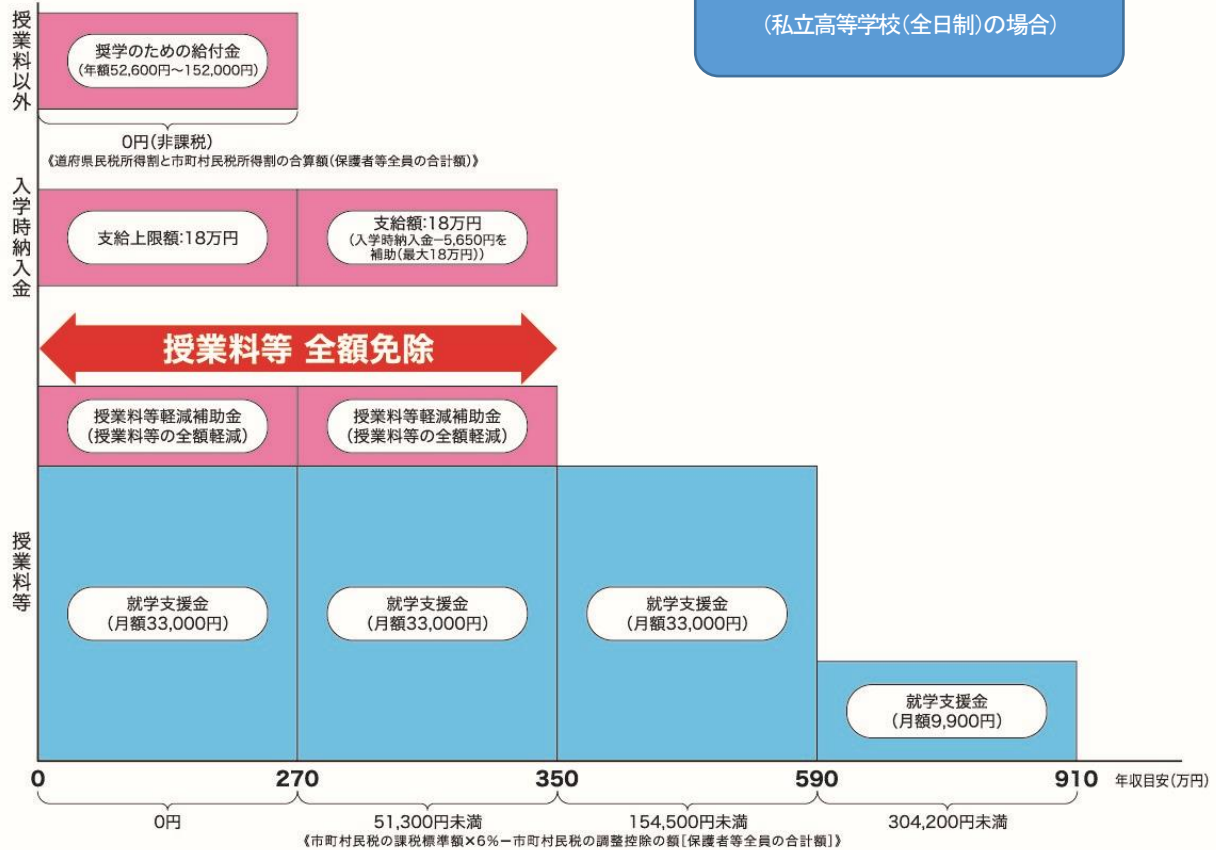 (私立高等学校(全日制)の場合)
授業料以外
奨学のための給付金
(年額52,600円～152,000円)
0円(非課税)
《道府県民税所得割と市町村民税所得割の合算額(保護者等全員の合計額)》
入学時納入金
支給上限額:18万円
支給額:18万円
(入学時納入金−5,650円を
補助(最大18万円))
授業料等 全額免除
授業料等軽減補助金
(授業料等の全額軽減)
授業料等軽減補助金
(授業料等の全額軽減)
授業料等
就学支援金
(月額33,000円)
就学支援金
(月額33,000円)
就学支援金
(月額33,000円)
就学支援金
(月額9,900円)
0 270 350 590 910 年収目安(万円)
0円 51,300円未満 154,500円未満 304,200円未満
《市町村民税の課税標準額×6%−市町村民税の調整控除の額[保護者等全員の合計額]》